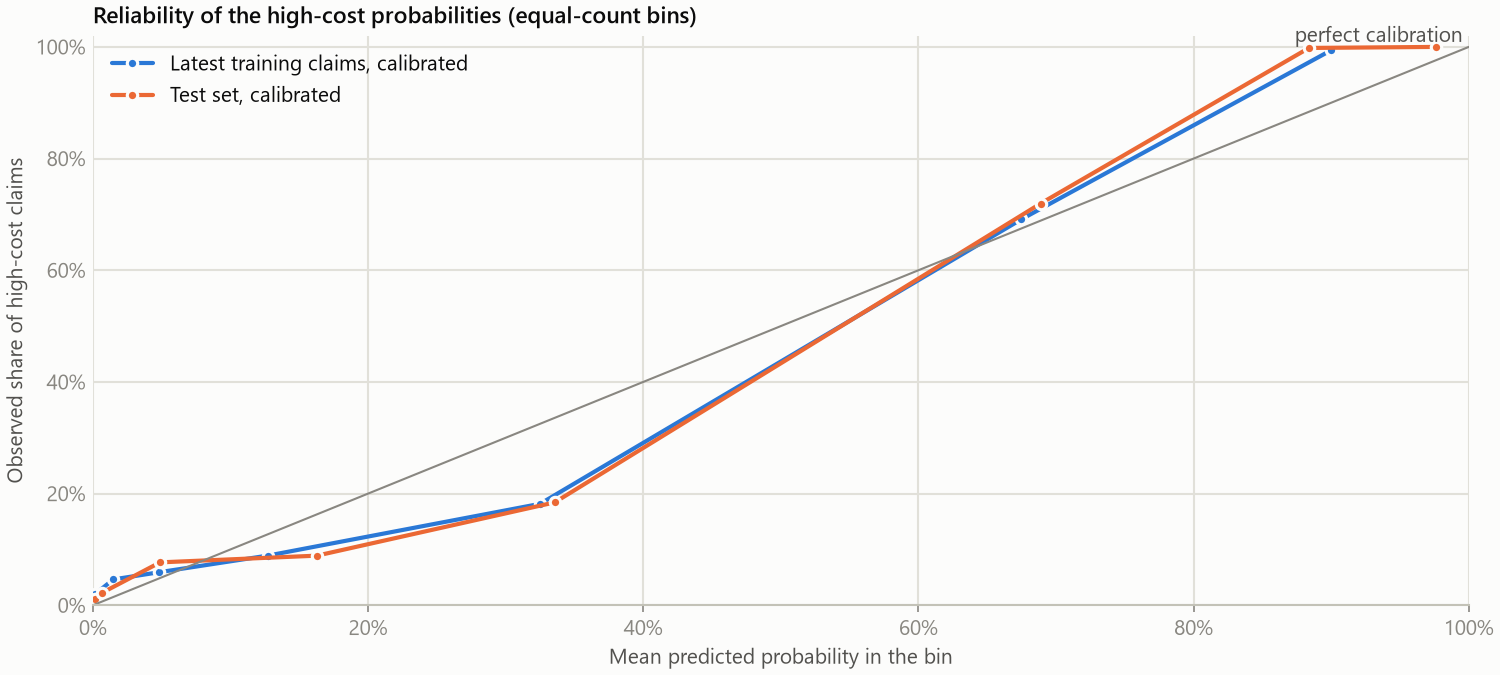 Reliability of the high-cost probabilities (equal-count bins)
perfect calibration
Latest training claims, calibrated
Test set, calibrated
Observed share of high-cost claims
100%
80%
60%
40%
20%
0%
0%
20%
40%
60%
80%
100%
Mean predicted probability in the bin